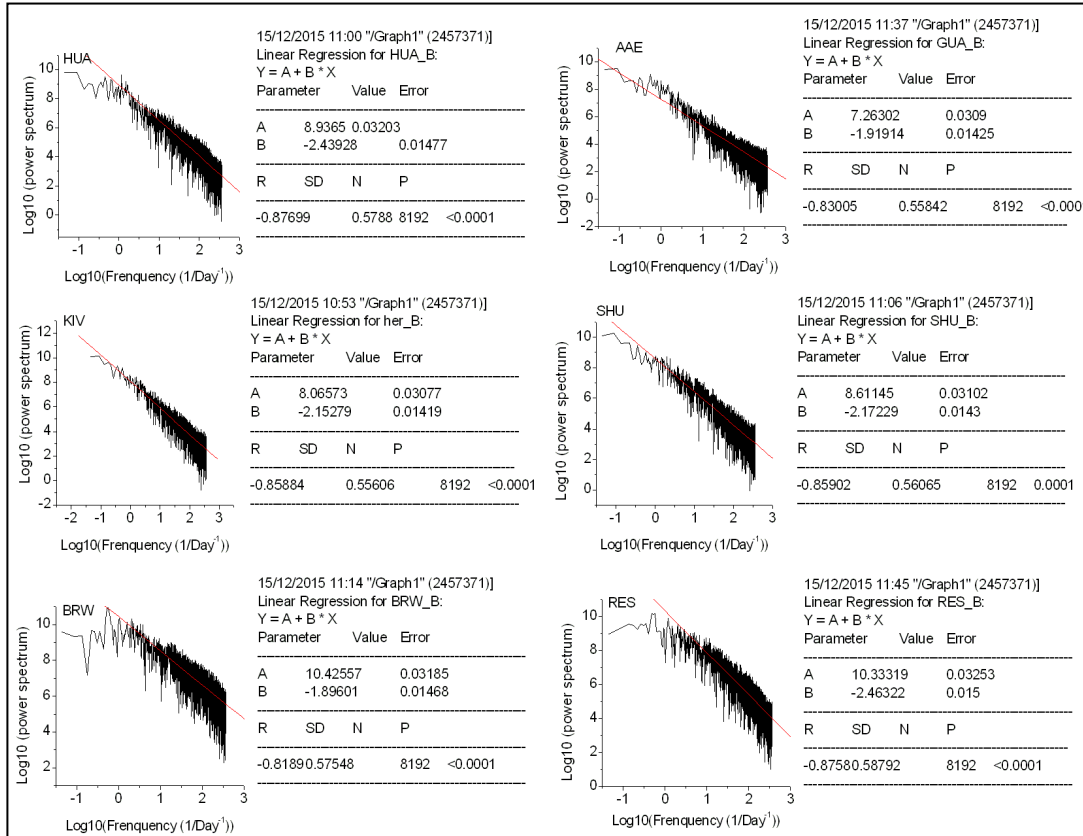 HUA
15/12/2015 11:00 "/Graph1" (2457371)]
Linear Regression for HUA_B:
Y = A + B * X
Parameter Value Error
A 8.9365 0.03203
B -2.43928 0.01477
R SD N P
-0.87699 0.5788 8192 <0.0001
Log10 (power spectrum)
10
8
6
4
2
0
-1 0 1 2 3
Log10(Frenquency (1/Day-1))
AAE
15/12/2015 11:37 "/Graph1" (2457371)]
Linear Regression for GUA_B:
Y = A + B * X
Parameter Value Error
A 7.26302 0.0309
B -1.91914 0.01425
R SD N P
-0.83005 0.55842 8192 <0.000
Log10 (power spectrum)
10
8
6
4
2
0
-2
-1 0 1 2 3
Log10(Frenquency (1/Day-1))
KIV
15/12/2015 10:53 "/Graph1" (2457371)]
Linear Regression for her_B:
Y = A + B * X
Parameter Value Error
A 8.06573 0.03077
B -2.15279 0.01419
R SD N P
-0.85884 0.55606 8192 <0.0001
Log10 (power spectrum)
12
10
8
6
4
2
0
-2
-2 -1 0 1 2 3
Log10(Frenquency (1/Day-1))
SHU
15/12/2015 11:06 "/Graph1" (2457371)]
Linear Regression for SHU_B:
Y = A + B * X
Parameter Value Error
A 8.61145 0.03102
B -2.17229 0.0143
R SD N P
-0.85902 0.56065 8192 0.0001
Log10 (power spectrum)
10
8
6
4
2
0
-1 0 1 2 3
Log10(Frenquency (1/Day-1))
BRW
15/12/2015 11:14 "/Graph1" (2457371)]
Linear Regression for BRW_B:
Y = A + B * X
Parameter Value Error
A 10.42557 0.03185
B -1.89601 0.01468
R SD N P
-0.8189 0.57548 8192 <0.0001
Log10 (power spectrum)
10
8
6
4
2
-1 0 1 2 3
Log10(Frenquency (1/Day-1))
RES
15/12/2015 11:45 "/Graph1" (2457371)]
Linear Regression for RES_B:
Y = A + B * X
Parameter Value Error
A 10.33319 0.03253
B -2.46322 0.015
R SD N P
-0.8758 0.58792 8192 <0.0001
Log10 (power spectrum)
10
8
6
4
2
0
-1 0 1 2 3
Log10(Frenquency (1/Day-1))